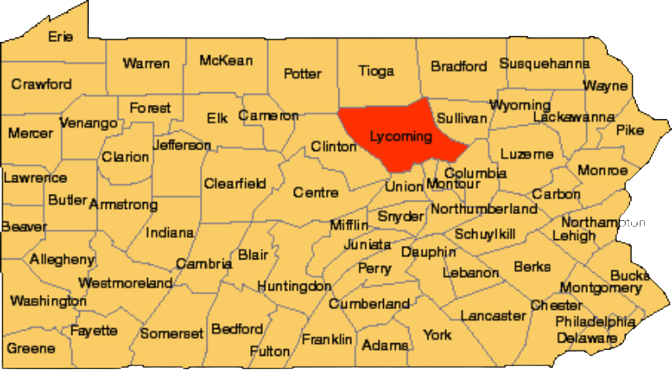 Erie
Warren
McKean
Potter
Tioga
Bradford
Susquehanna
Crawford
Wayne
Forest
Elk
Cameron
Sullivan
Wyoming
Lackawanna
Mercer
Venango
Jefferson
Clinton
Lycoming
Pike
Clarion
Luzerne
Monroe
Lawrence
Clearfield
Centre
Union
Montour
Columbia
Carbon
Butler
Armstrong
Snyder
Northumberland
Beaver
Indiana
Mifflin
Schuylkill
Northampton
Lehigh
Juniata
Allegheny
Cambria
Blair
Dauphin
Perry
Lebanon
Berks
Bucks
Westmoreland
Huntingdon
Montgomery
Washington
Cumberland
Chester
Lancaster
Philadelphia
Fayette
Somerset
Bedford
Franklin
Adams
York
Delaware
Greene
Fulton